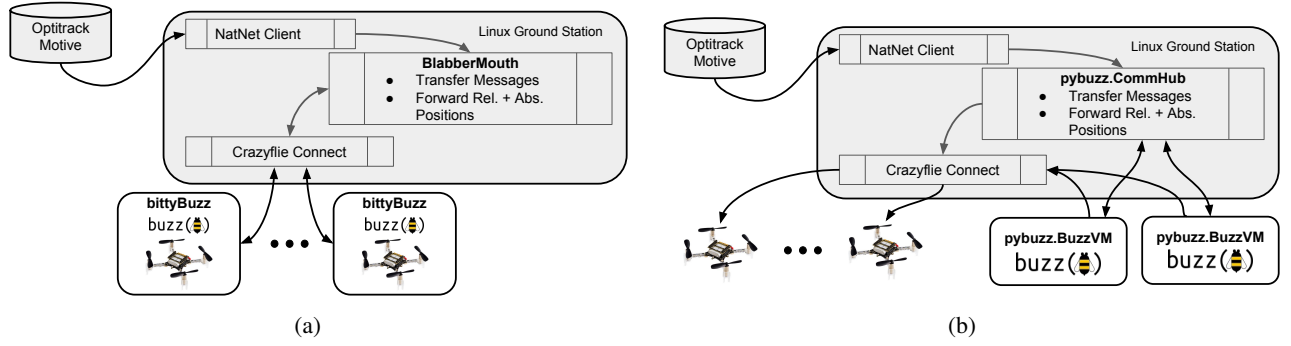 Optitrack
Motive
NatNet Client
Linux Ground Station
BlabberMouth
● Transfer Messages
● Forward Rel. + Abs.
Positions
Crazyflie Connect
bittyBuzz
buzz( )
bittyBuzz
buzz( )
(a)
Optitrack
Motive
NatNet Client
Linux Ground Station
pybuzz.CommHub
● Transfer Messages
● Forward Rel. + Abs.
Positions
Crazyflie Connect
pybuzz.BuzzVM
buzz( )
pybuzz.BuzzVM
buzz( )
(b)